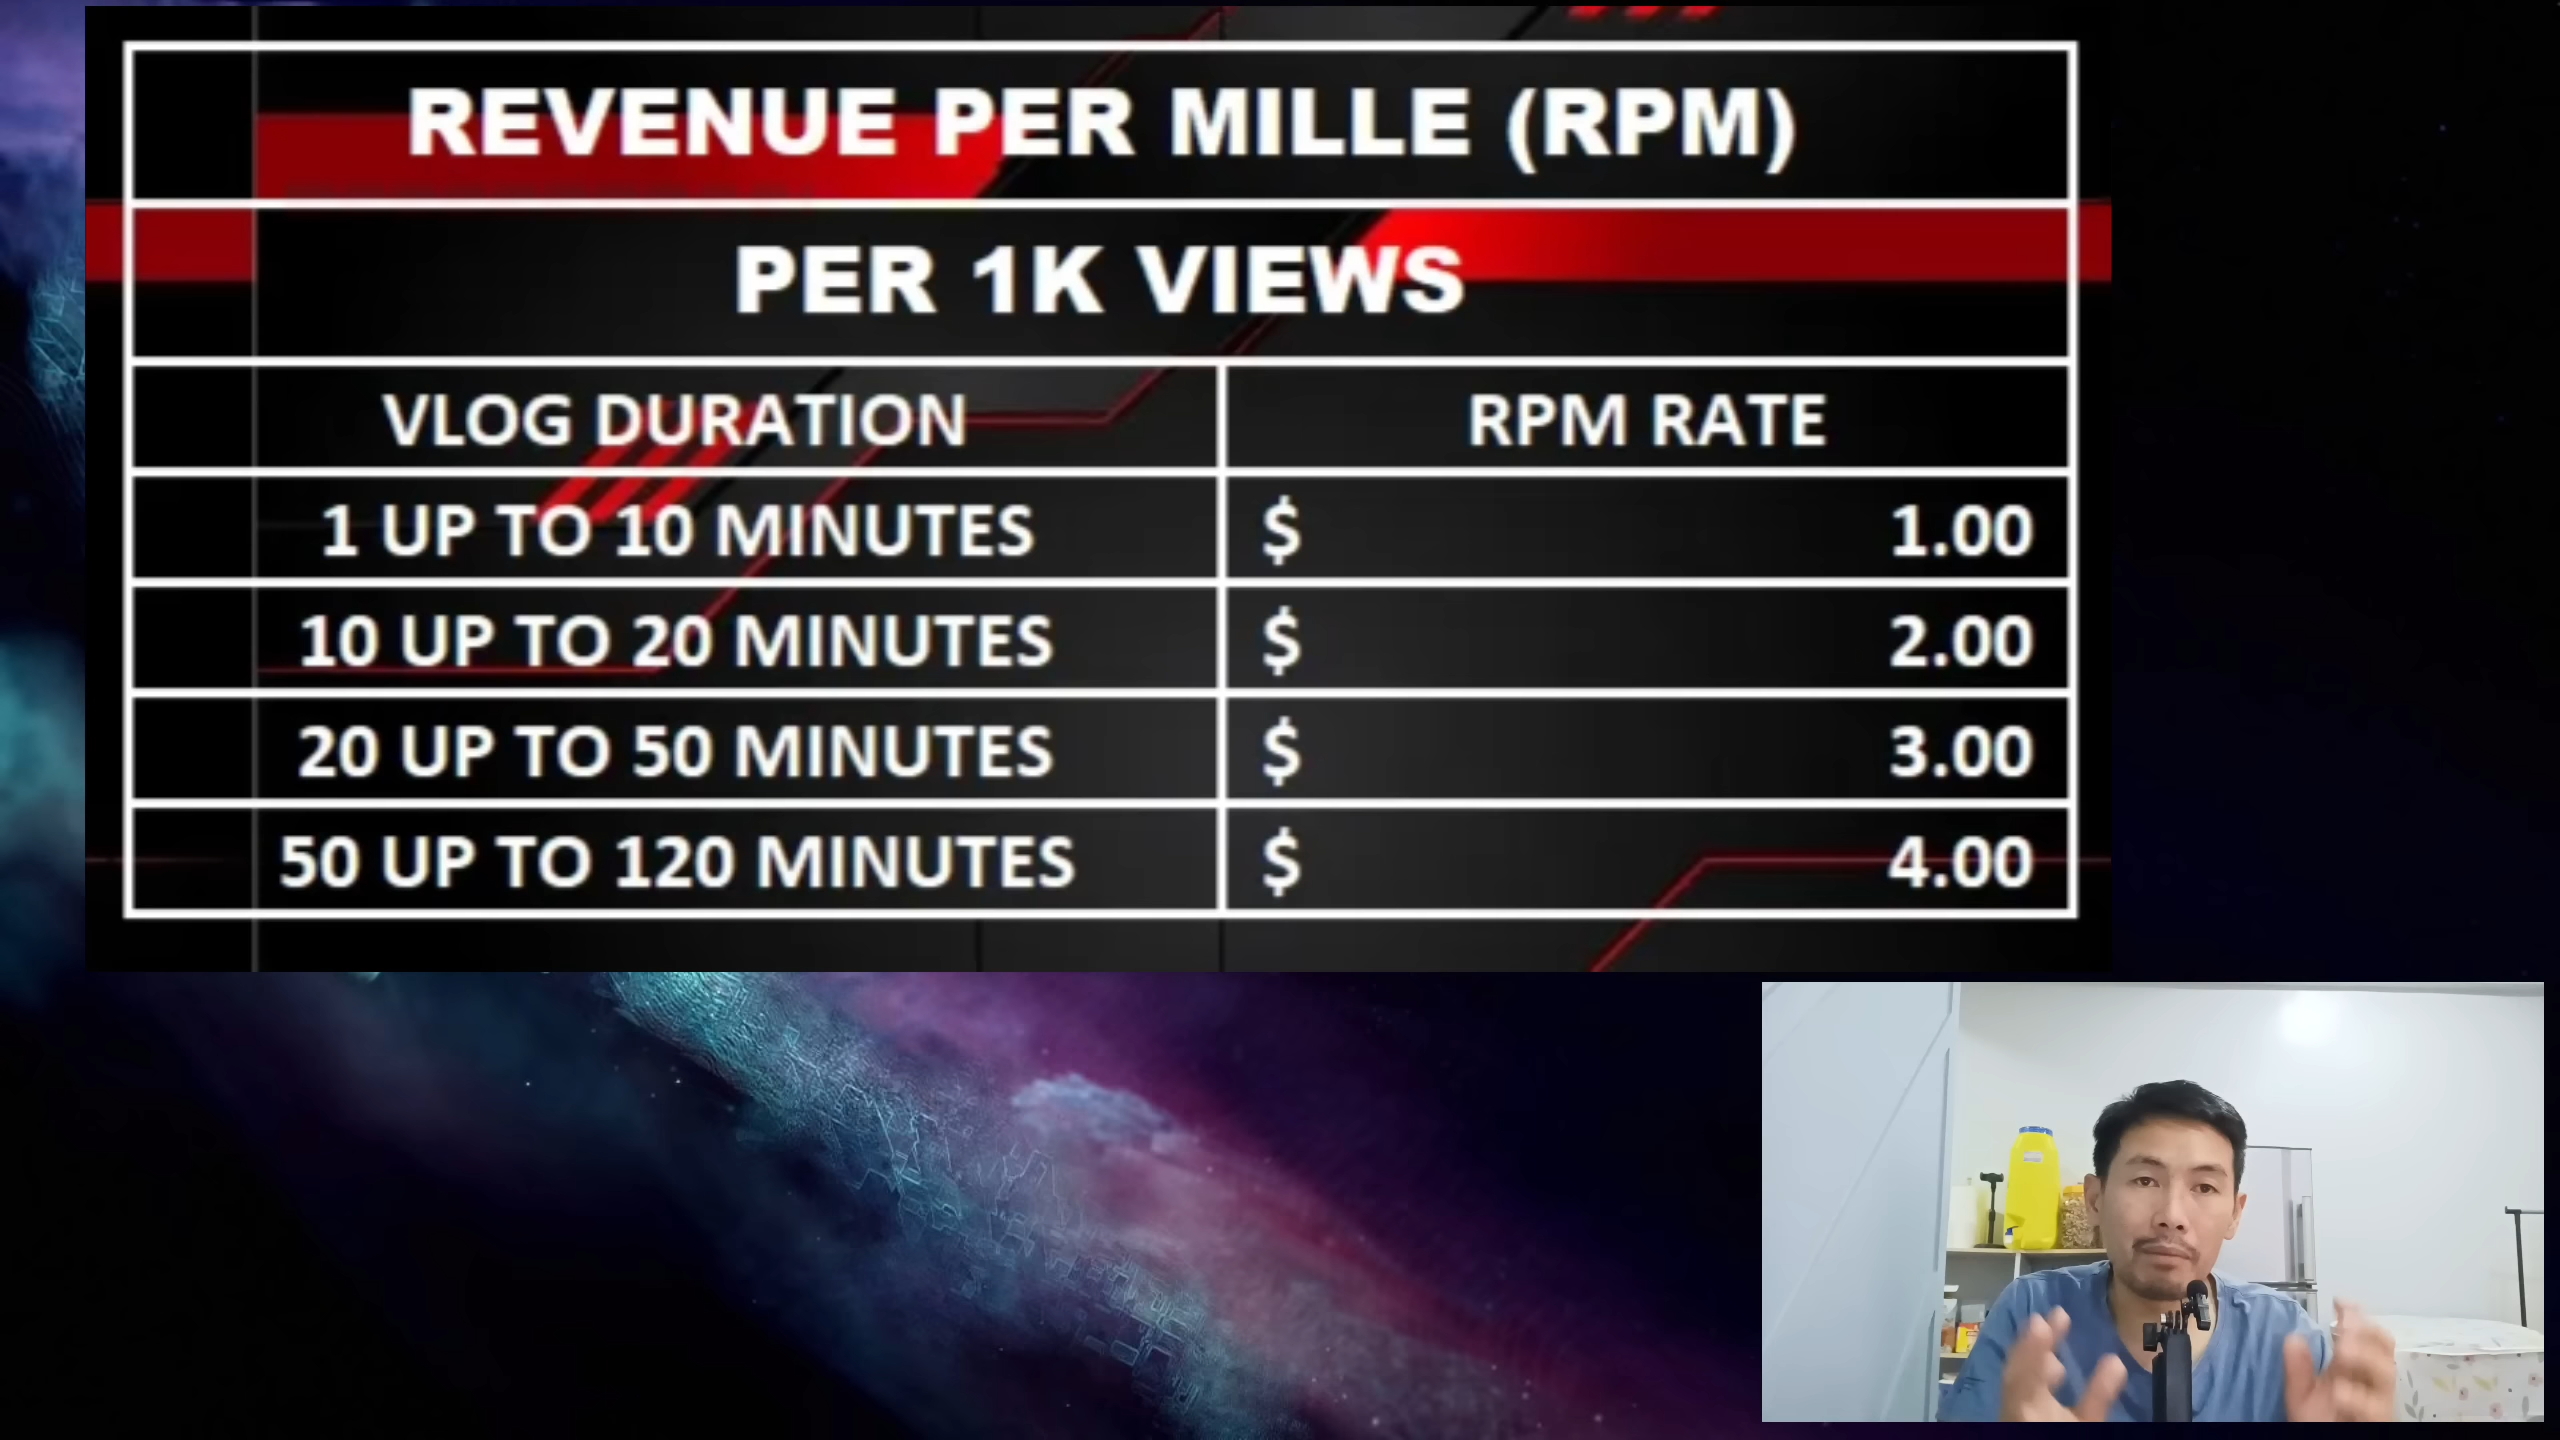 REVENUE PER MILLE (RPM)
PER 1K VIEWS
VLOG DURATION RPM RATE
1 UP TO 10 MINUTES $ 1.00
10 UP TO 20 MINUTES $ 2.00
20 UP TO 50 MINUTES $ 3.00
50 UP TO 120 MINUTES $ 4.00